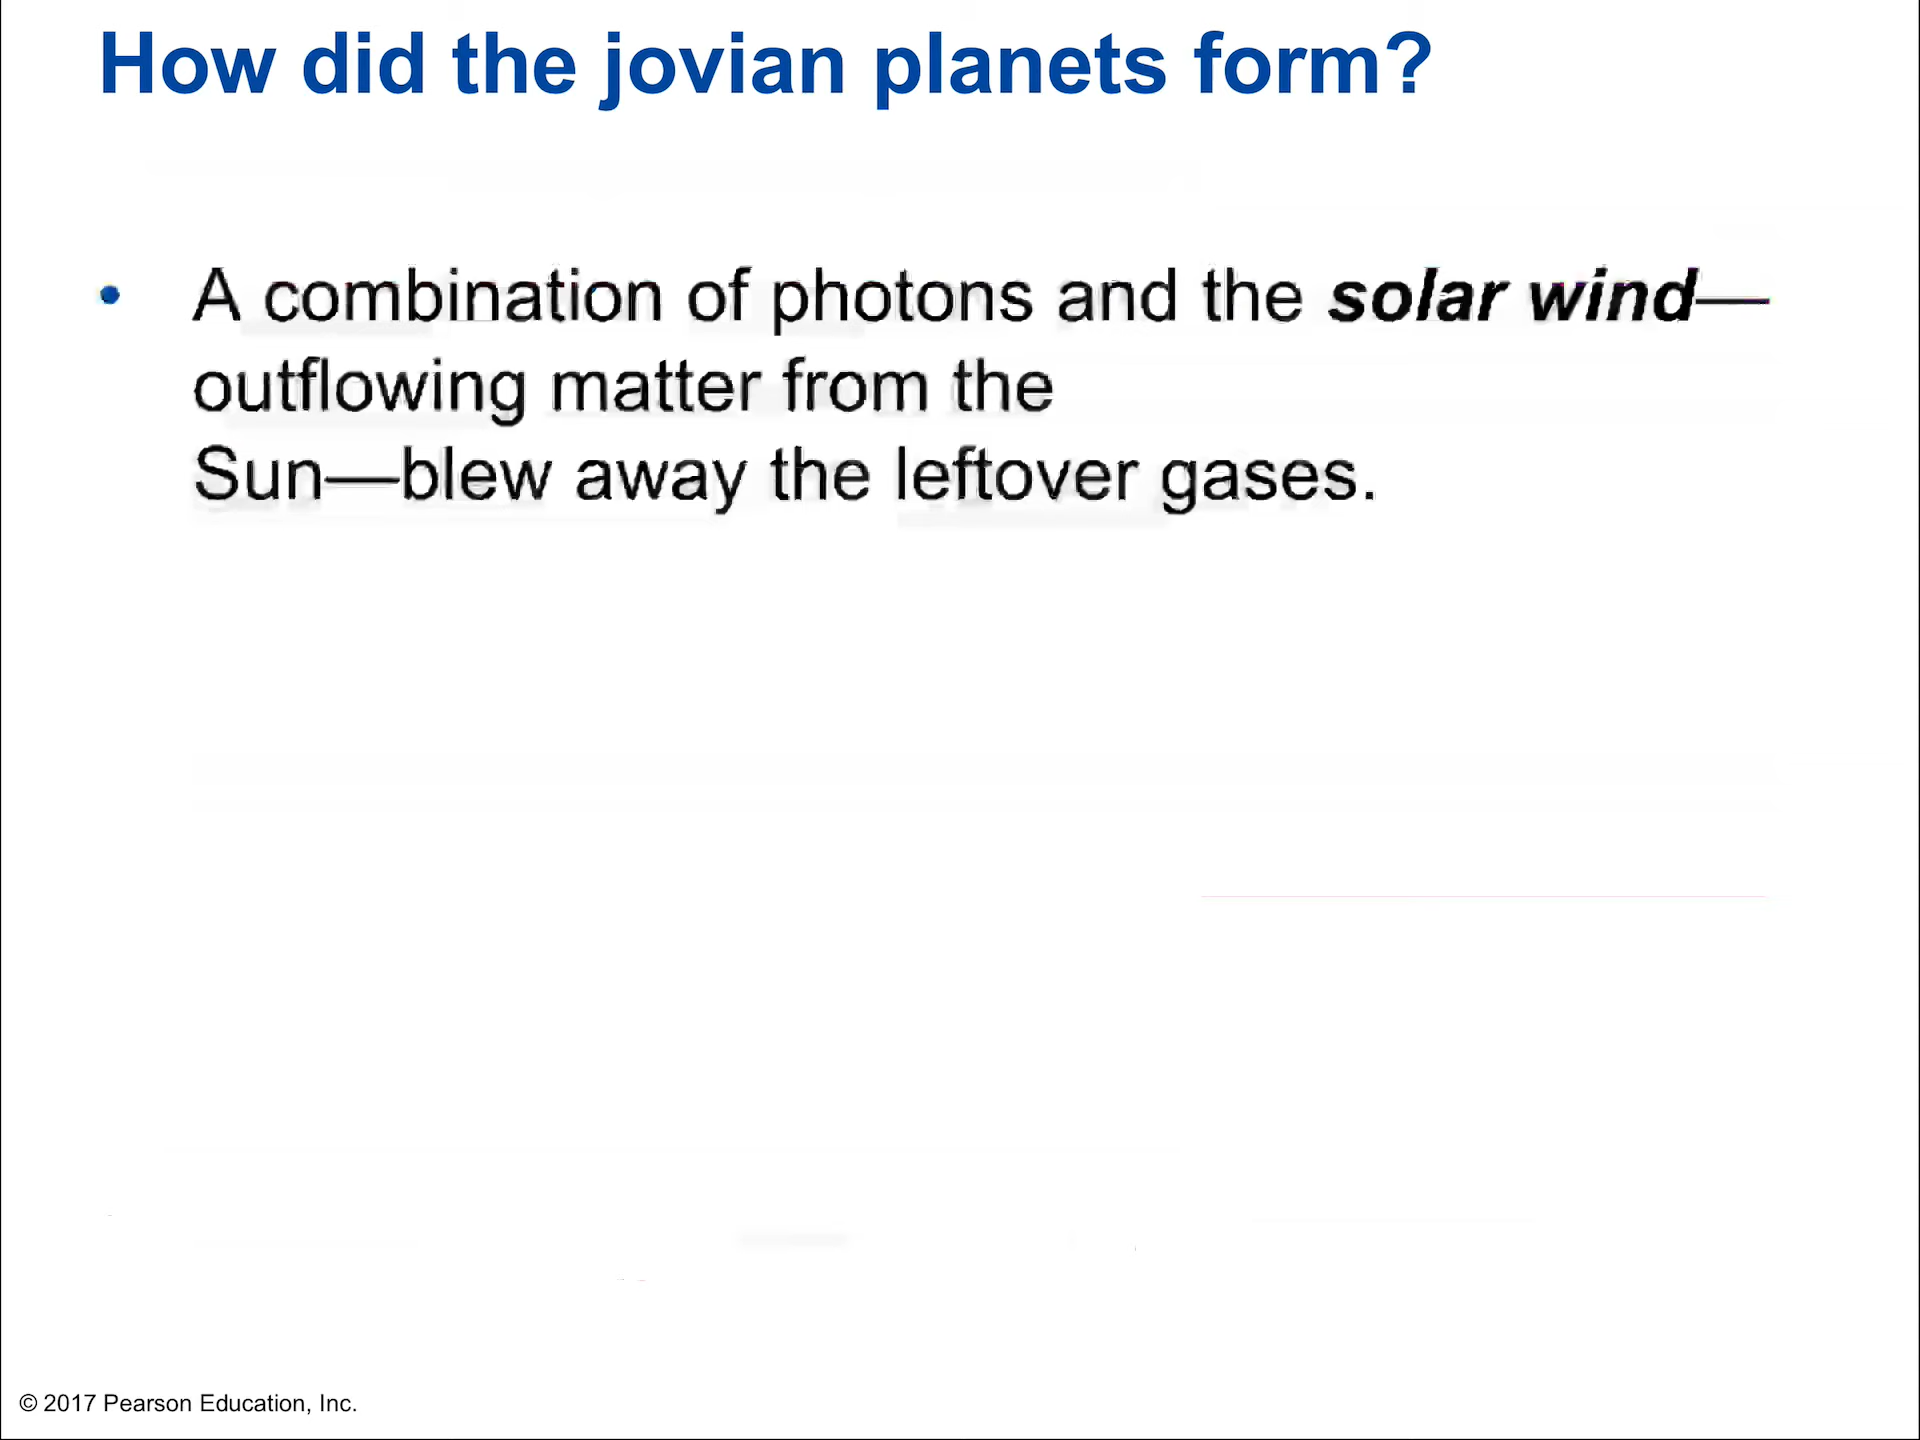 How did the jovian planets form?
• A combination of photons and the solar wind—
outflowing matter from the
Sun—blew away the leftover gases.
© 2017 Pearson Education, Inc.